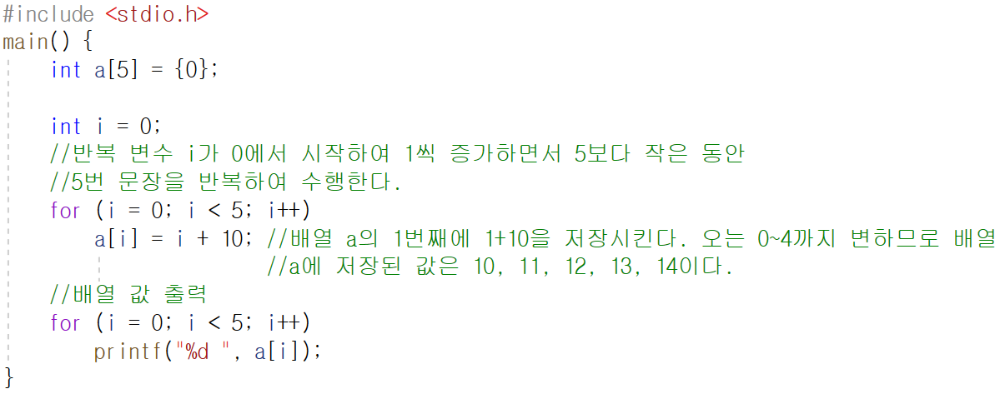 #include <stdio.h>
main() {
    int a[5] = {0};

    int i = 0;
    //반복 변수 i가 0에서 시작하여 1씩 증가하면서 5보다 작은 동안
    //5번 문장을 반복하여 수행한다.
    for (i = 0; i < 5; i++)
        a[i] = i + 10; //배열 a의 1번째에 1+10을 저장시킨다. 오는 0~4까지 변하므로 배열
                       //a에 저장된 값은 10, 11, 12, 13, 14이다.
    //배열 값 출력
    for (i = 0; i < 5; i++)
        printf("%d ", a[i]);
}